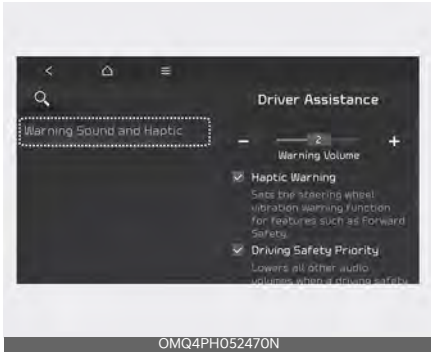 Driver Assistance
Warning Sound and Haptic
2
Warning Volume
Haptic Warning
Sets the steering wheel
vibration warning function
for features such as Forward
Safety.
Driving Safety Priority
Lowers all other audio
volumes when a driving safety
OMQ4PH052470N